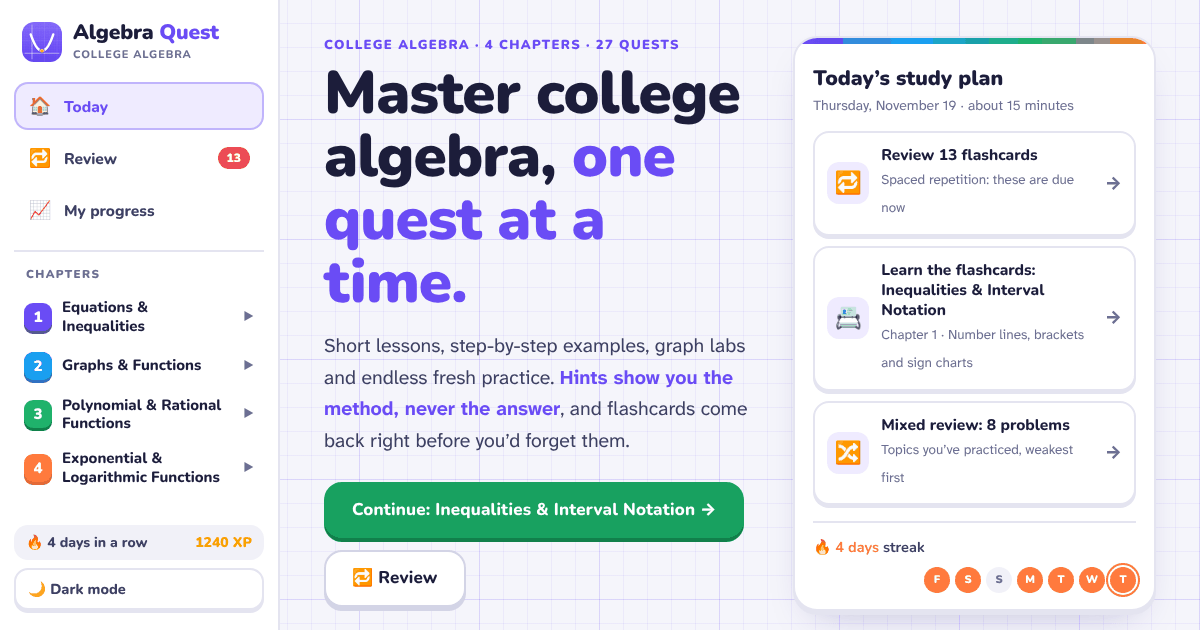 Algebra Quest
COLLEGE ALGEBRA
Today
Review
13
My progress
CHAPTERS
1
Equations &
Inequalities
2
Graphs & Functions
3
Polynomial & Rational
Functions
4
Exponential &
Logarithmic Functions
4 days in a row
1240 XP
Dark mode
COLLEGE ALGEBRA · 4 CHAPTERS · 27 QUESTS
Master college
algebra, one
quest at a
time.
Short lessons, step-by-step examples, graph labs
and endless fresh practice. Hints show you the
method, never the answer, and flashcards come
back right before you’d forget them.
Continue: Inequalities & Interval Notation →
Review
Today’s study plan
Thursday, November 19 · about 15 minutes
Review 13 flashcards
Spaced repetition: these are due
now
→
Learn the flashcards:
Inequalities & Interval
Notation
Chapter 1 · Number lines, brackets
and sign charts
→
Mixed review: 8 problems
Topics you’ve practiced, weakest
first
→
4 days streak
F S S M T W T